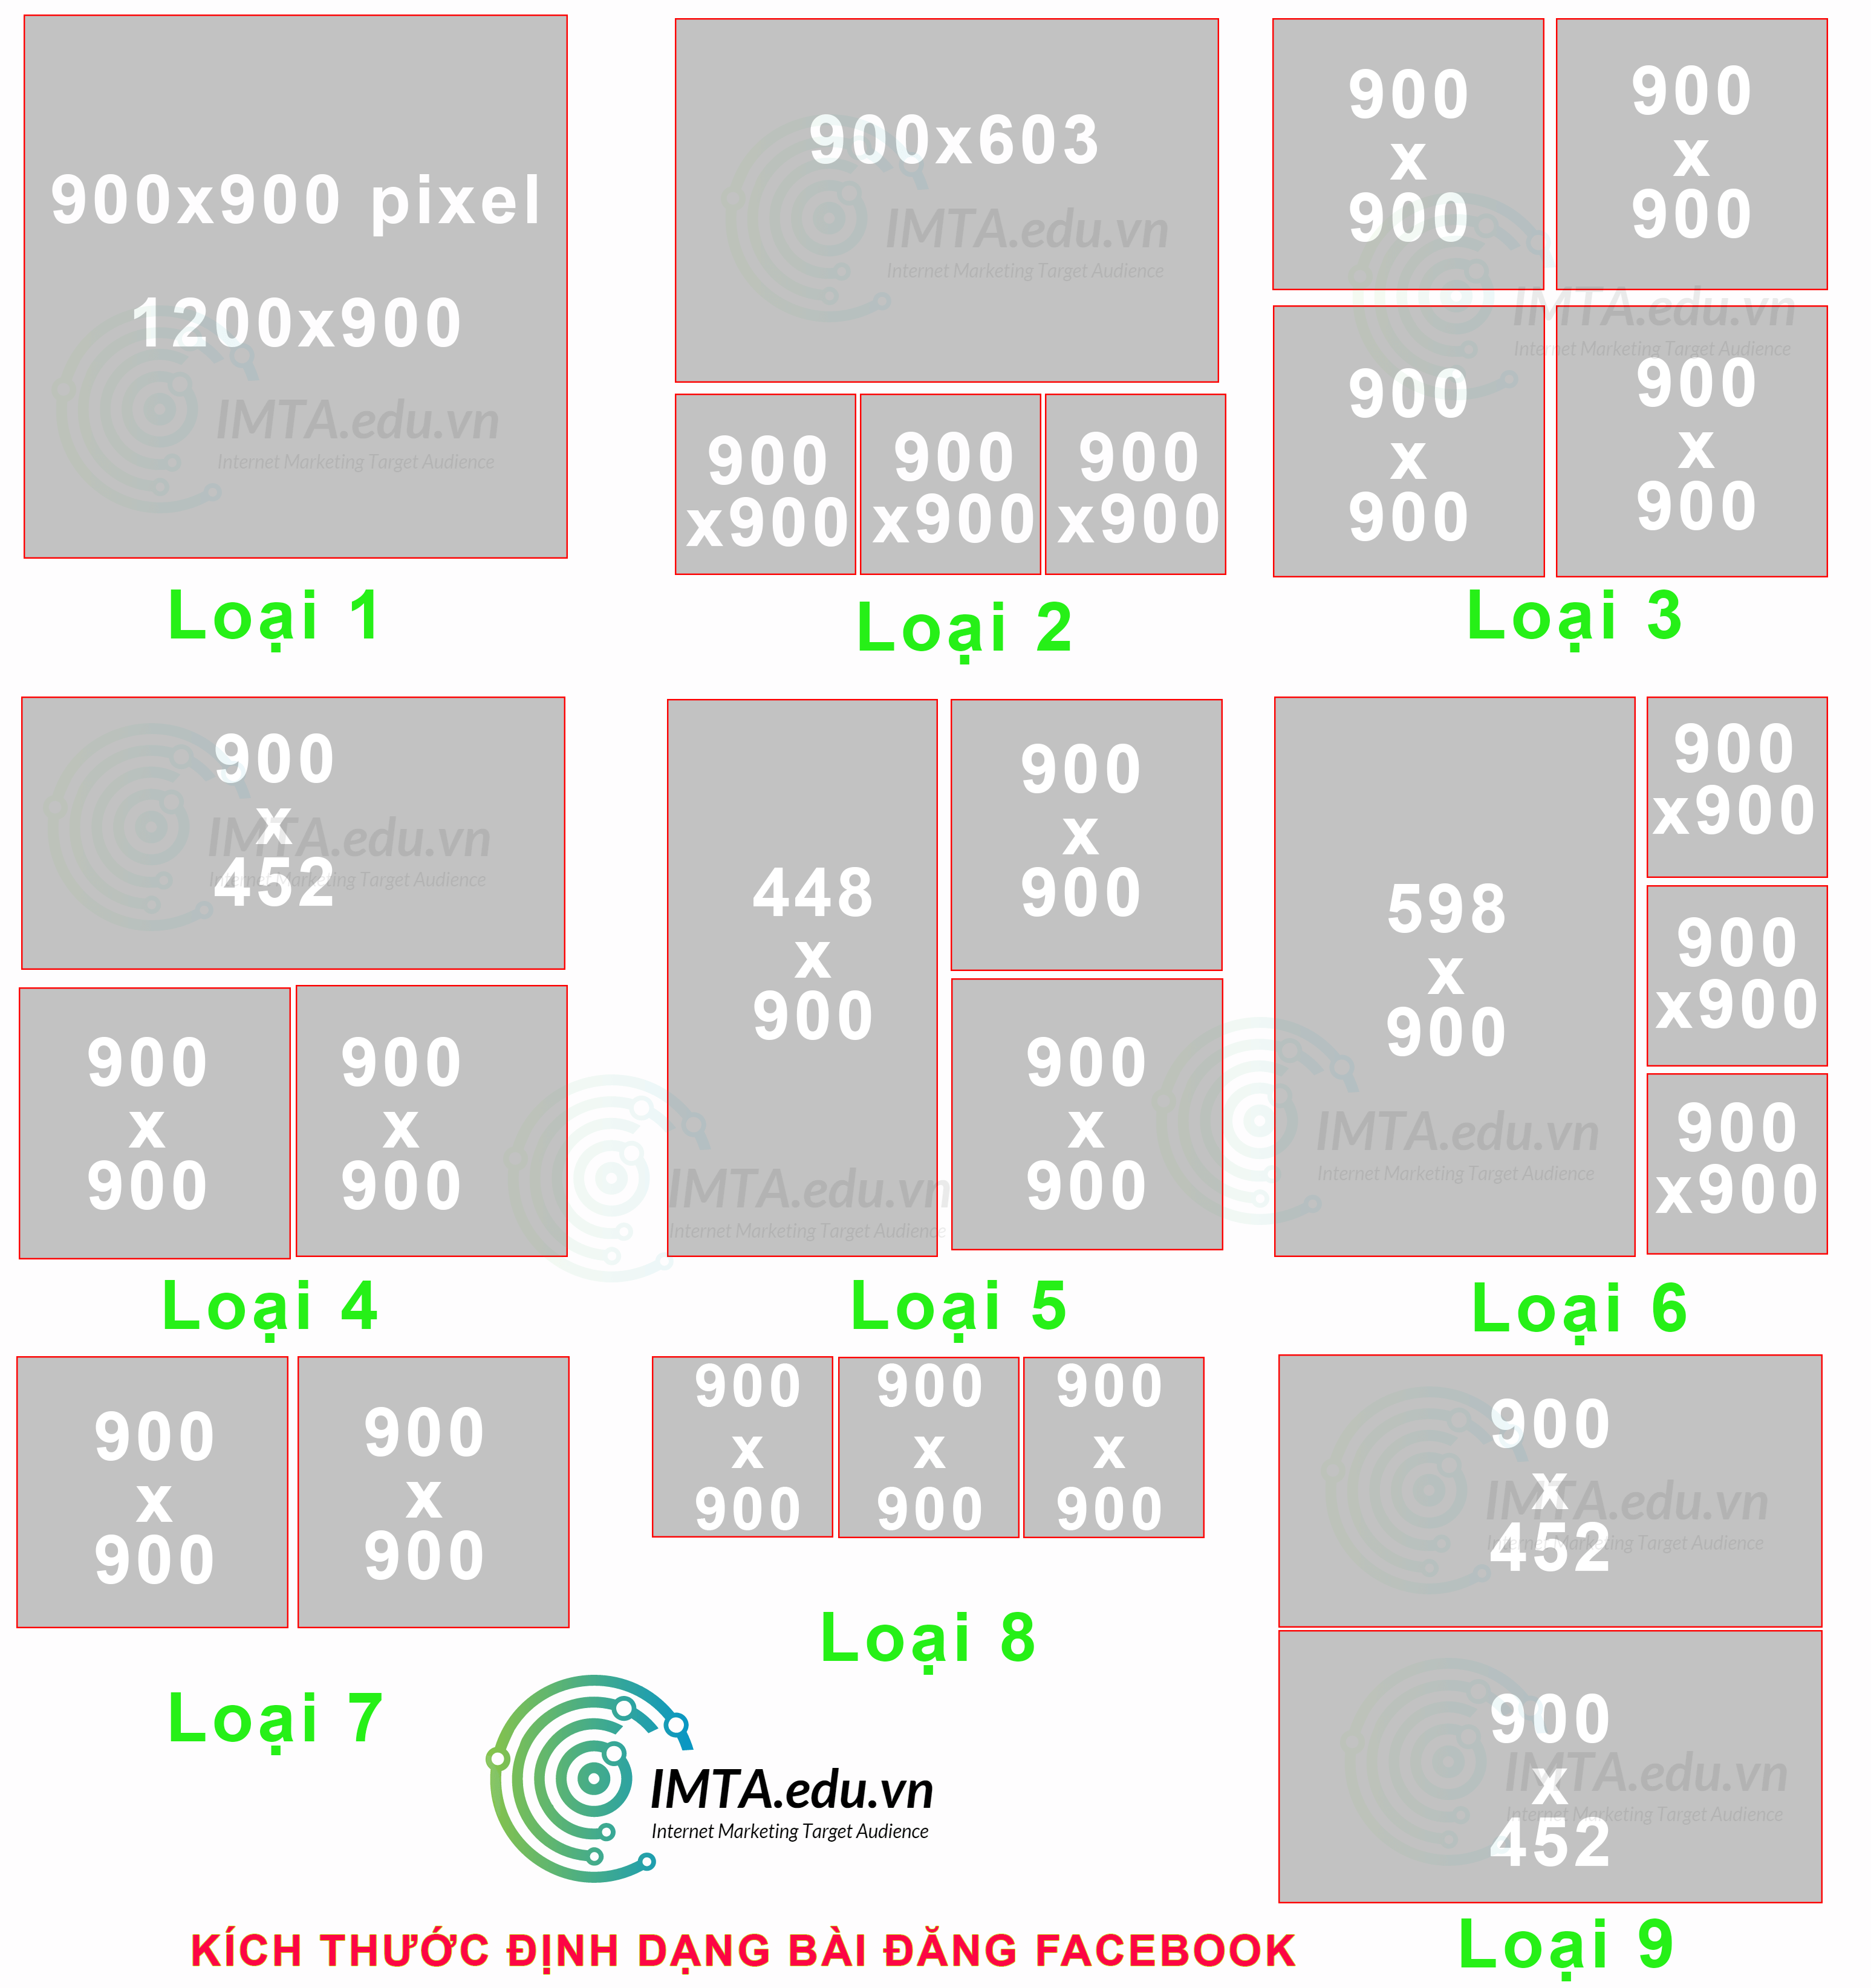 900x900 pixel
1200x900
IMTA.edu.vn
Internet Marketing Target Audience
Loại 1
900x603
IMTA.edu.vn
Internet Marketing Target Audience
900
x900
900
x900
900
x900
Loại 2
900
x
900
900
x
900
IMTA.edu.vn
Internet Marketing Target Audience
900
x
900
900
x
900
Loại 3
900
x
452
IMTA.edu.vn
Internet Marketing Target Audience
900
x
900
900
x
900
Loại 4
448
x
900
900
x
900
900
x
900
IMTA.edu.vn
Internet Marketing Target Audience
Loại 5
598
x
900
IMTA.edu.vn
Internet Marketing Target Audience
900
x900
900
x900
900
x900
Loại 6
900
x
900
900
x
900
Loại 7
900
x
900
900
x
900
900
x
900
Loại 8
900
x
452
IMTA.edu.vn
Internet Marketing Target Audience
900
x
452
IMTA.edu.vn
Internet Marketing Target Audience
Loại 9
IMTA.edu.vn
Internet Marketing Target Audience
KÍCH THƯỚC ĐỊNH DẠNG BÀI ĐĂNG FACEBOOK